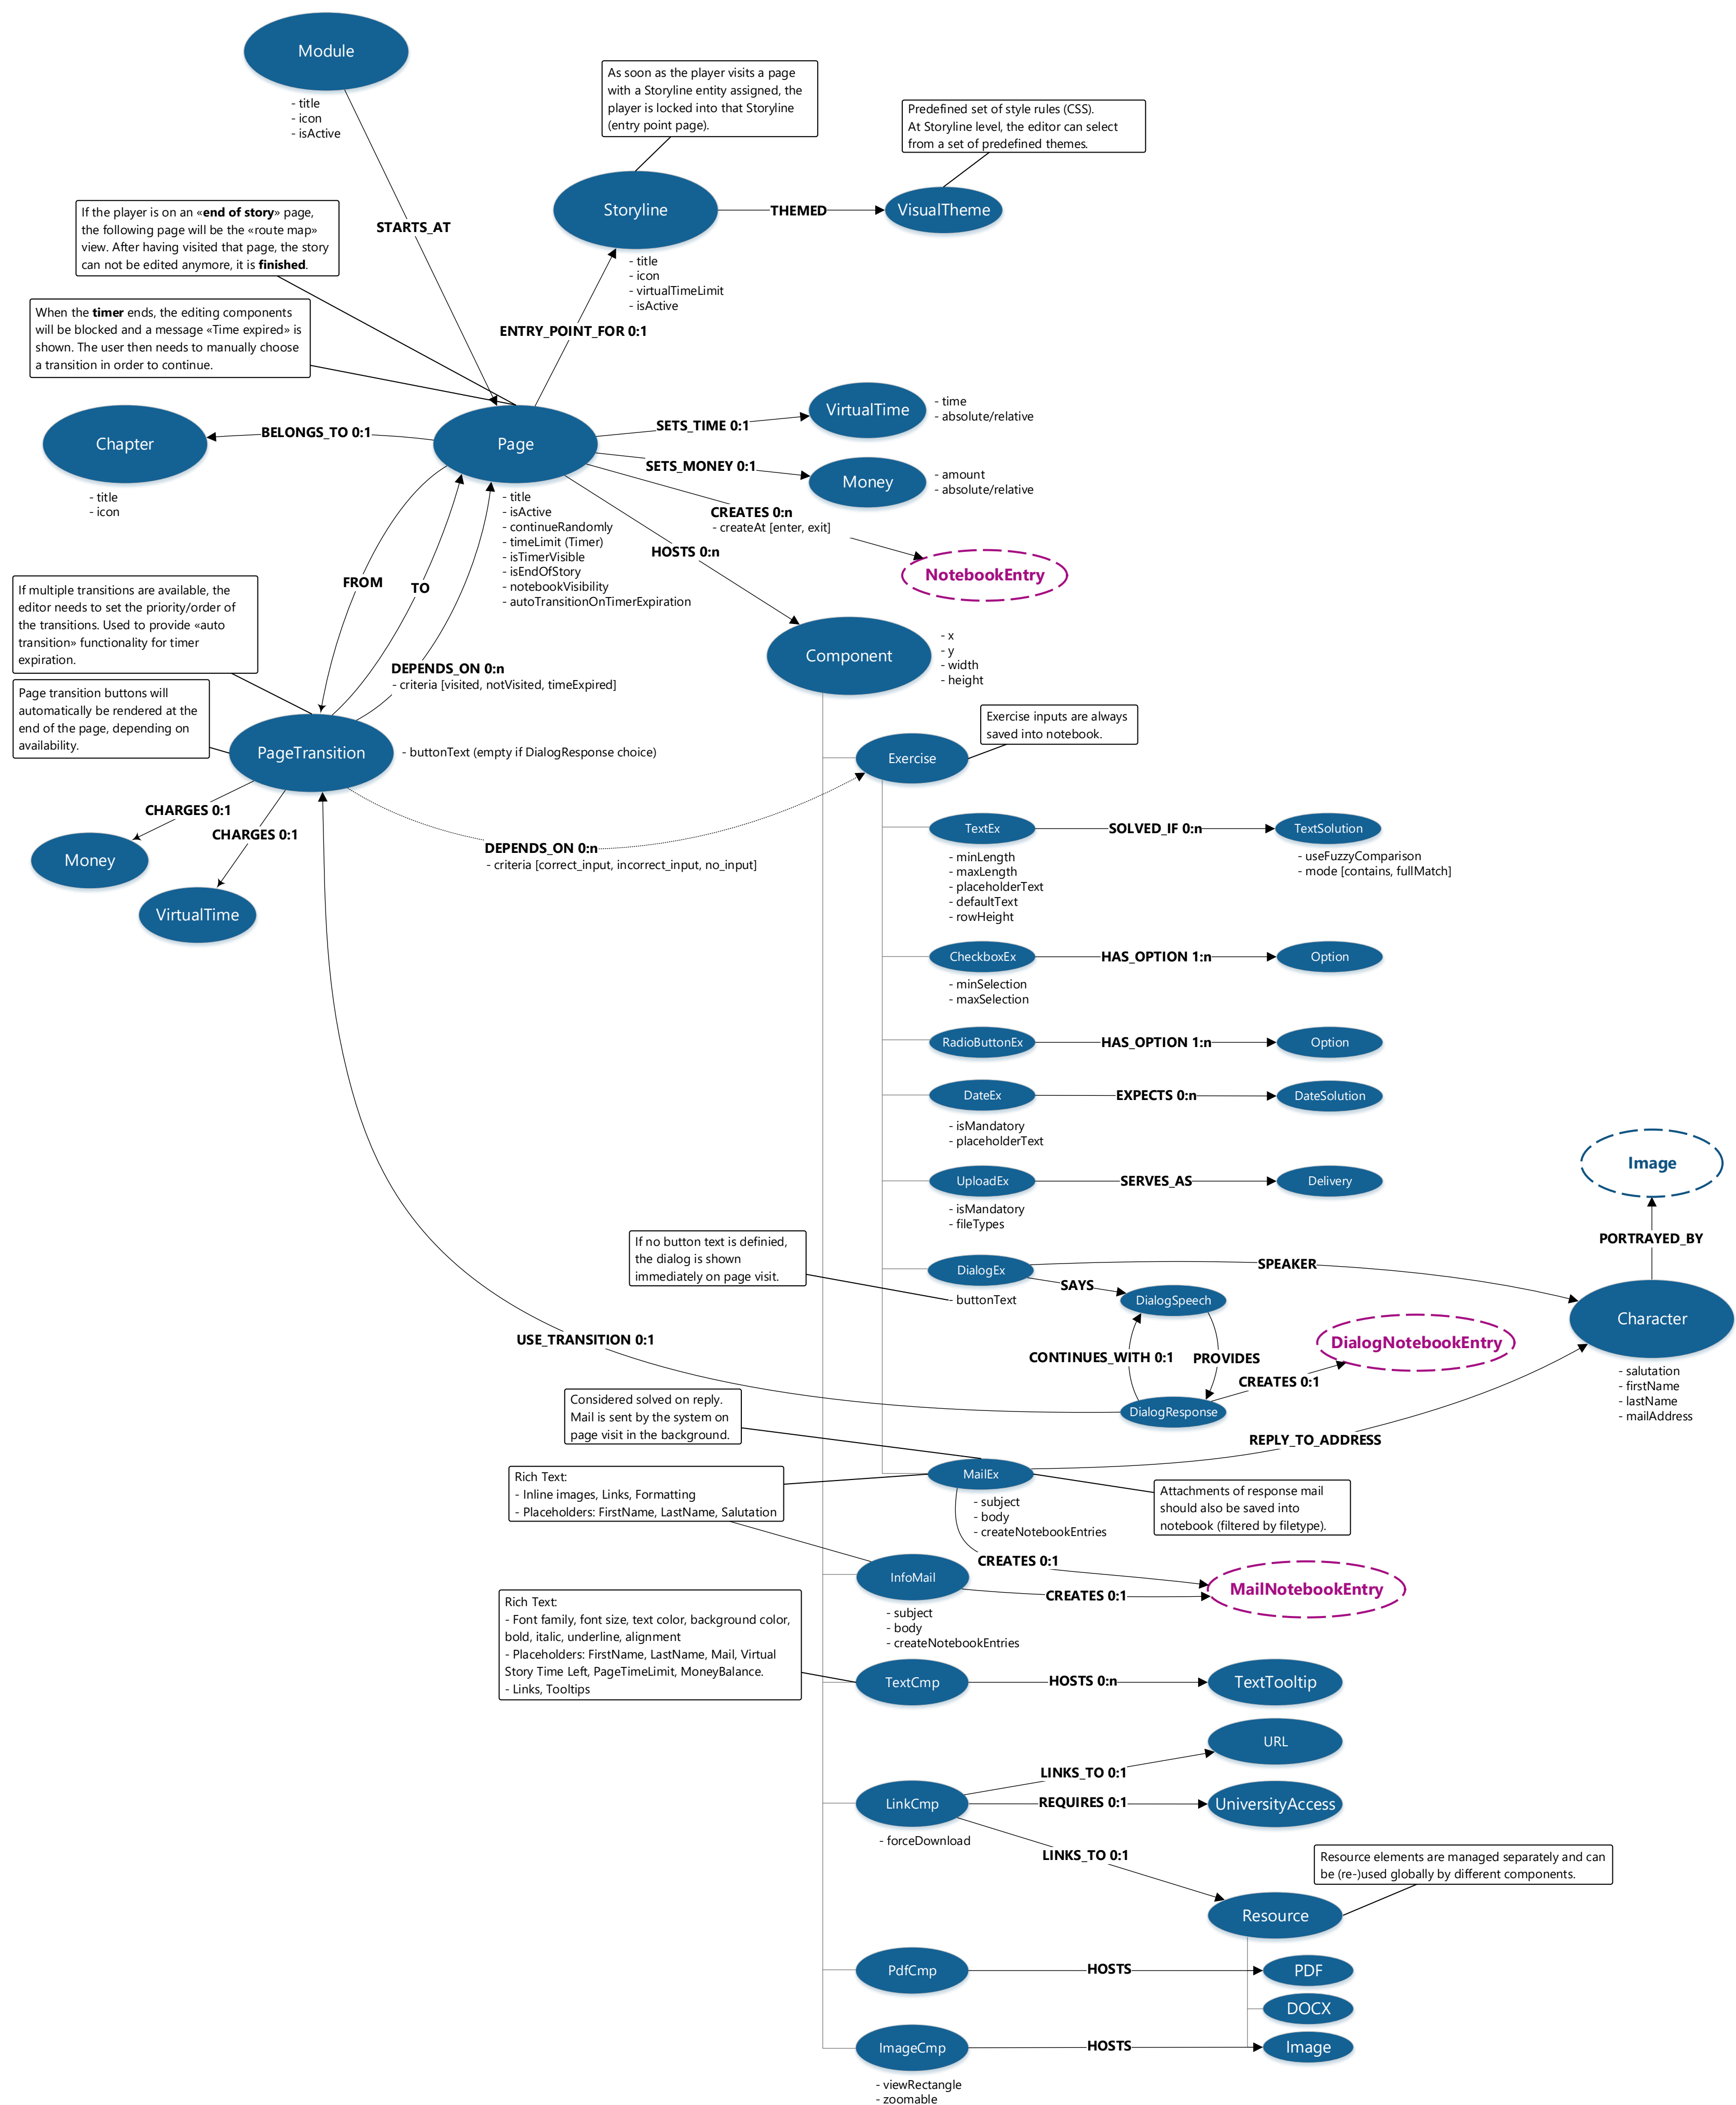 Module
- title
- icon
- isActive
As soon as the player visits a page
with a Storyline entity assigned, the
player is locked into that Storyline
(entry point page).
Predefined set of style rules (CSS).
At Storyline level, the editor can select
from a set of predefined themes.
Storyline
THEMED
VisualTheme
- title
- icon
- virtualTimeLimit
- isActive
If the player is on an «end of story» page,
the following page will be the «route map»
view. After having visited that page, the story
can not be edited anymore, it is finished.
STARTS_AT
When the timer ends, the editing components
will be blocked and a message «Time expired» is
shown. The user then needs to manually choose
a transition in order to continue.
ENTRY_POINT_FOR 0:1
Chapter
- title
- icon
BELONGS_TO 0:1
Page
- title
- isActive
- continueRandomly
- timeLimit (Timer)
- isTimerVisible
- isEndOfStory
- notebookVisibility
- autoTransitionOnTimerExpiration
SETS_TIME 0:1
VirtualTime
- time
- absolute/relative
SETS_MONEY 0:1
Money
- amount
- absolute/relative
CREATES 0:n
- createAt [enter, exit]
NotebookEntry
HOSTS 0:n
Component
- x
- y
- width
- height
FROM
TO
If multiple transitions are available, the
editor needs to set the priority/order of
the transitions. Used to provide «auto
transition» functionality for timer
expiration.
Page transition buttons will
automatically be rendered at the
end of the page, depending on
availability.
DEPENDS_ON 0:n
- criteria [visited, notVisited, timeExpired]
PageTransition
- buttonText (empty if DialogResponse choice)
CHARGES 0:1
CHARGES 0:1
Money
VirtualTime
DEPENDS_ON 0:n
- criteria [correct_input, incorrect_input, no_input]
Exercise inputs are always
saved into notebook.
Exercise
TextEx
SOLVED_IF 0:n
TextSolution
- minLength
- maxLength
- placeholderText
- defaultText
- rowHeight
- useFuzzyComparison
- mode [contains, fullMatch]
CheckboxEx
HAS_OPTION 1:n
Option
- minSelection
- maxSelection
RadioButtonEx
HAS_OPTION 1:n
Option
DateEx
EXPECTS 0:n
DateSolution
- isMandatory
- placeholderText
UploadEx
SERVES_AS
Delivery
- isMandatory
- fileTypes
Image
PORTRAYED_BY
If no button text is definied,
the dialog is shown
immediately on page visit.
DialogEx
- buttonText
SPEAKER
SAYS
DialogSpeech
Character
- salutation
- firstName
- lastName
- mailAddress
DialogNotebookEntry
CONTINUES_WITH 0:1
PROVIDES
CREATES 0:1
DialogResponse
USE_TRANSITION 0:1
Considered solved on reply.
Mail is sent by the system on
page visit in the background.
REPLY_TO_ADDRESS
Rich Text:
- Inline images, Links, Formatting
- Placeholders: FirstName, LastName, Salutation
MailEx
- subject
- body
- createNotebookEntries
Attachments of response mail
should also be saved into
notebook (filtered by filetype).
CREATES 0:1
InfoMail
CREATES 0:1
MailNotebookEntry
- subject
- body
- createNotebookEntries
Rich Text:
- Font family, font size, text color, background color,
bold, italic, underline, alignment
- Placeholders: FirstName, LastName, Mail, Virtual
Story Time Left, PageTimeLimit, MoneyBalance.
- Links, Tooltips
TextCmp
HOSTS 0:n
TextTooltip
URL
LINKS_TO 0:1
LinkCmp
REQUIRES 0:1
UniversityAccess
- forceDownload
LINKS_TO 0:1
Resource elements are managed separately and can
be (re-)used globally by different components.
Resource
PdfCmp
HOSTS
PDF
DOCX
ImageCmp
HOSTS
Image
- viewRectangle
- zoomable